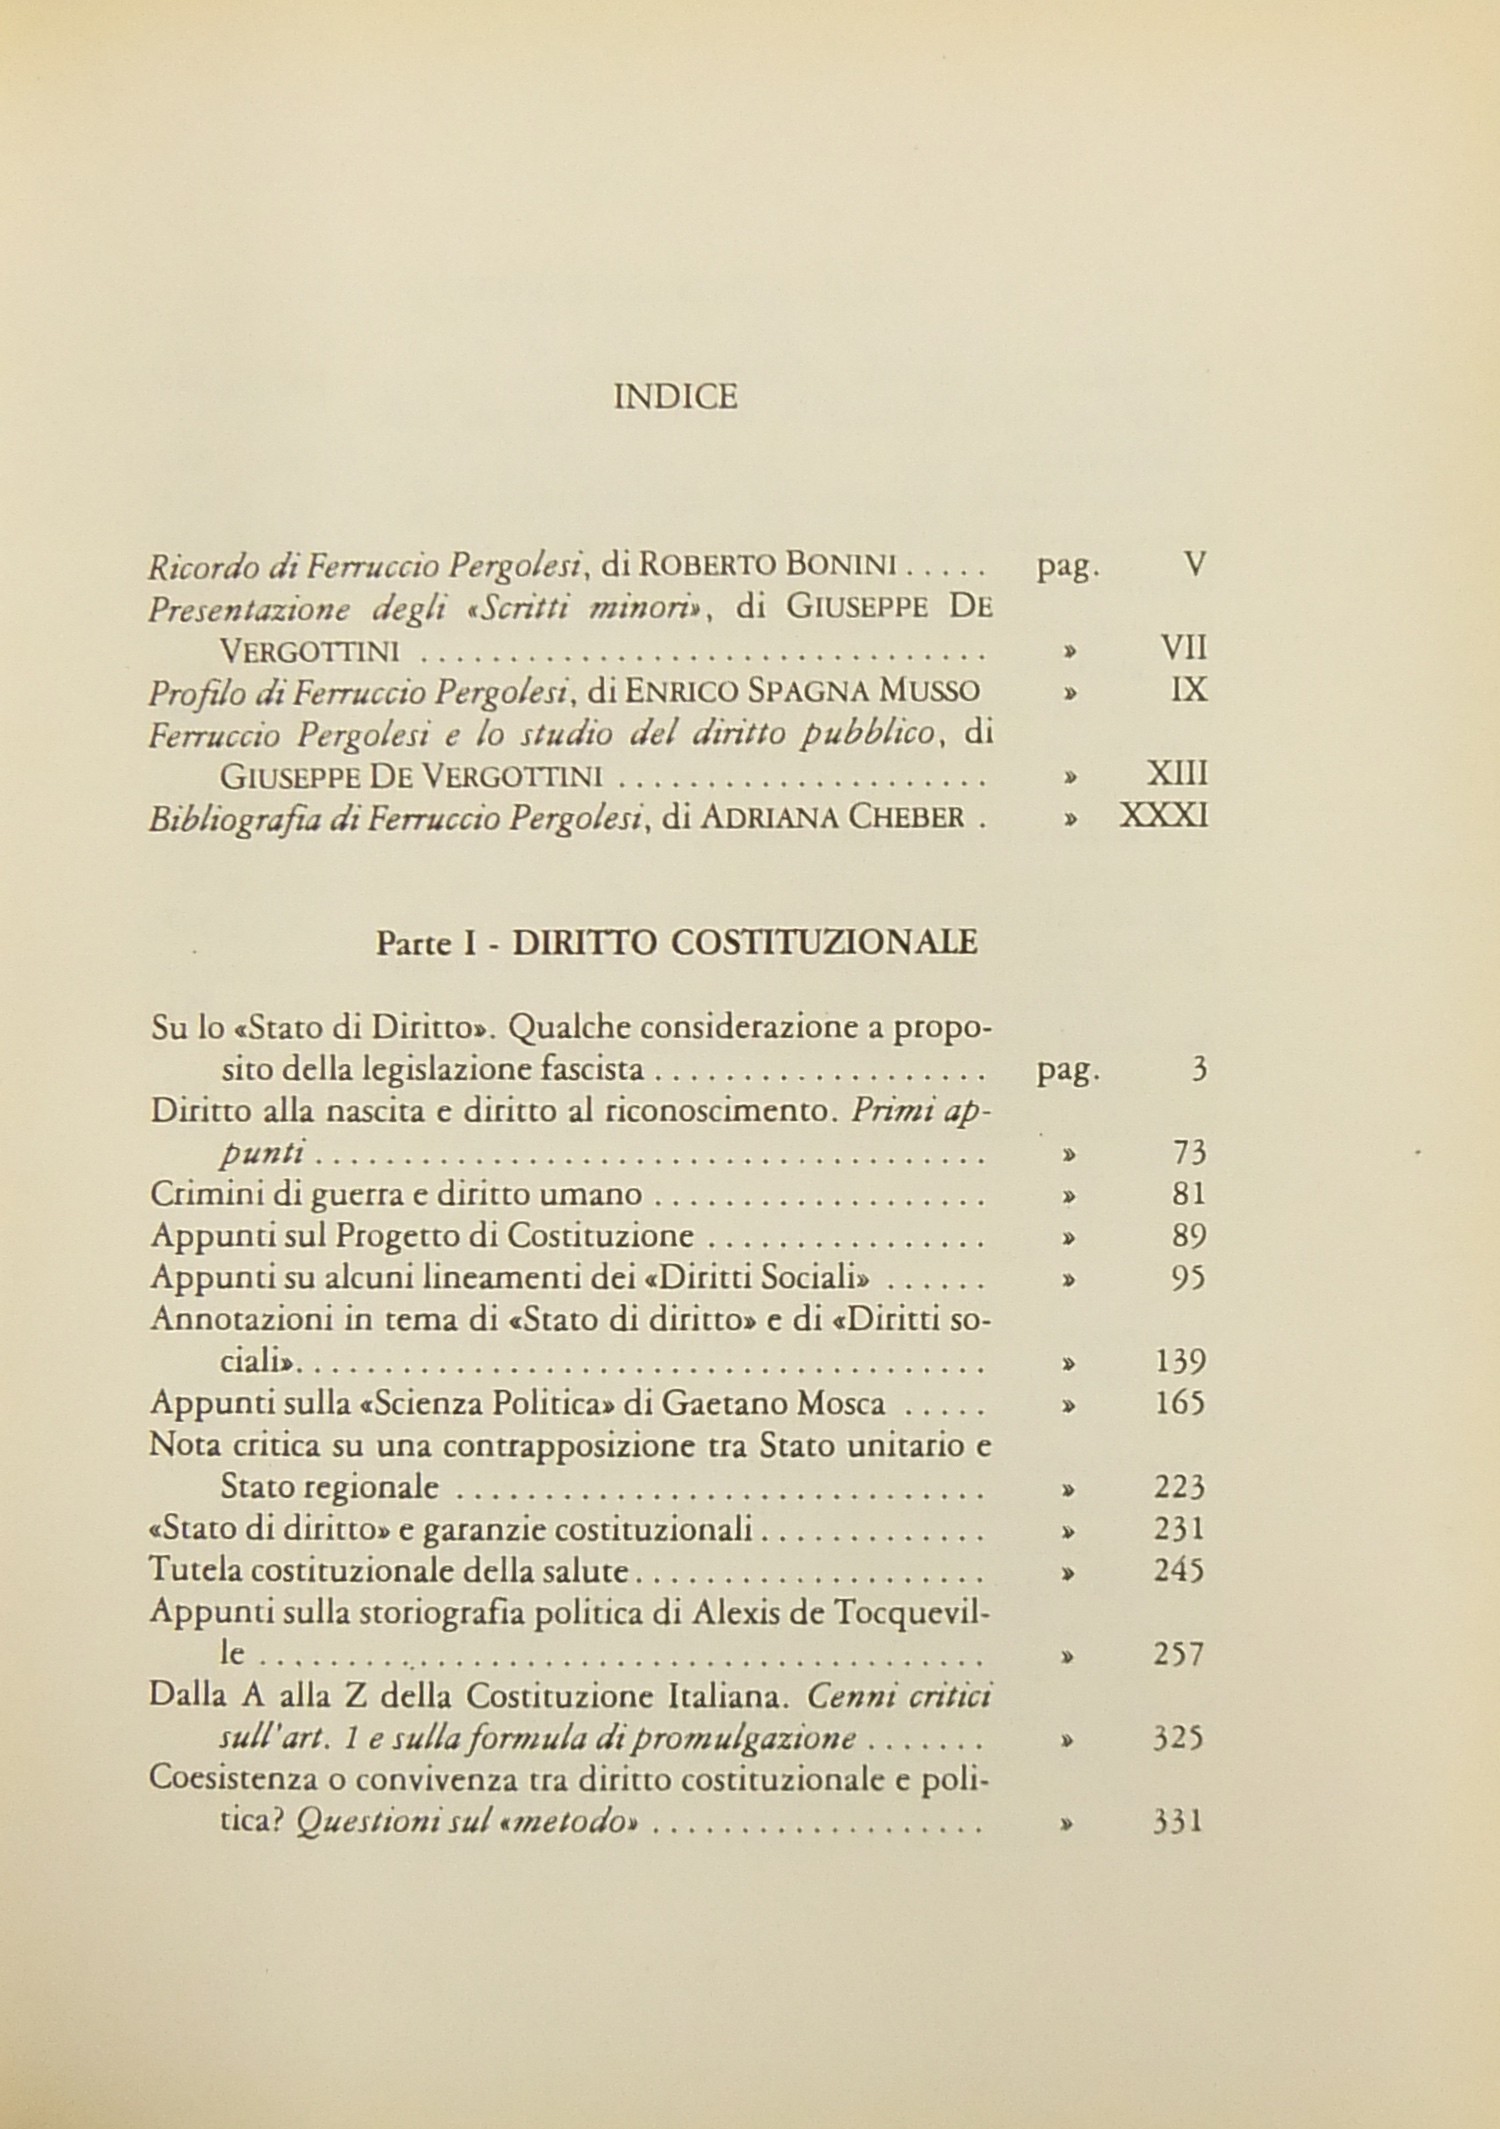 INDICE
Ricordo di Ferruccio Pergolesi, di ROBERTO BONINI ..... pag. V
Presentazione degli «Scritti minori», di GIUSEPPE DE
VERGOTTINI ................................ » VII
Profilo di Ferruccio Pergolesi, di ENRICO SPAGNA MUSSO » IX
Ferruccio Pergolesi e lo studio del diritto pubblico, di
GIUSEPPE DE VERGOTTINI ..................... » XIII
Bibliografia di Ferruccio Pergolesi, di ADRIANA CHEBER . » XXXI
Parte I - DIRITTO COSTITUZIONALE
Su lo «Stato di Diritto». Qualche considerazione a propo-
sito della legislazione fascista ................... pag. 3
Diritto alla nascita e diritto al riconoscimento. Primi ap-
punti ...................................... » 73
Crimini di guerra e diritto umano ................... » 81
Appunti sul Progetto di Costituzione ................ » 89
Appunti su alcuni lineamenti dei «Diritti Sociali» ...... » 95
Annotazioni in tema di «Stato di diritto» e di «Diritti so-
ciali» ....................................... » 139
Appunti sulla «Scienza Politica» di Gaetano Mosca ..... » 165
Nota critica su una contrapposizione tra Stato unitario e
Stato regionale .............................. » 223
«Stato di diritto» e garanzie costituzionali ............. » 231
Tutela costituzionale della salute .................... » 245
Appunti sulla storiografia politica di Alexis de Tocquevil-
le ......................................... » 257
Dalla A alla Z della Costituzione Italiana. Cenni critici
sull'art. 1 e sulla formula di promulgazione ....... » 325
Coesistenza o convivenza tra diritto costituzionale e poli-
tica? Questioni sul «metodo» ................... » 331